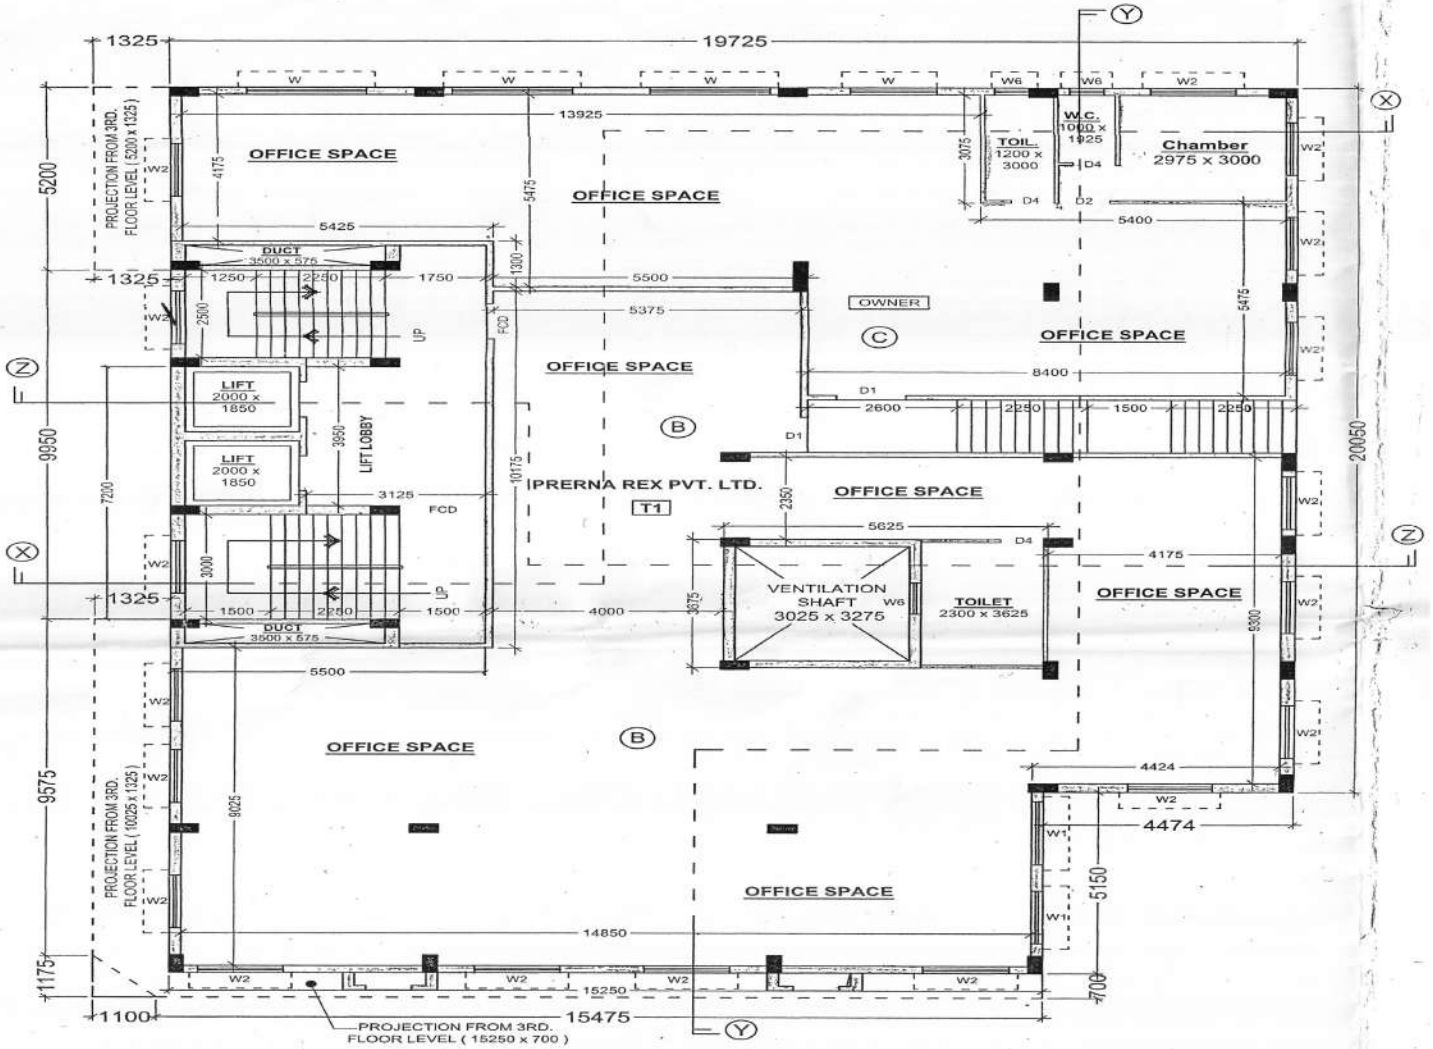 Y
1325
19725
W
W
W
W
W6
W6
W2
X
13925
PROJECTION FROM 3RD.
FLOOR LEVEL ( 5200 x 1325 )
5200
W2
4175
OFFICE SPACE
5475
OFFICE SPACE
3075
TOIL.
1200 x
3000
W.C.
1000 x
1925
D4
Chamber
2975 x 3000
W2
D4
D2
5400
5425
DUCT
3500 x 575
1300
W2
1325
1250
2250
1750
5500
W2
2500
UP
FCD
5375
OWNER
C
5475
OFFICE SPACE
W2
Z
LIFT
2000 x
1850
OFFICE SPACE
8400
D1
2600
2250
1500
2250
20050
9950
7200
3950
LIFT LOBBY
B
D1
LIFT
2000 x
1850
10175
3125
FCD
PRERNA REX PVT. LTD.
T1
2350
OFFICE SPACE
W2
5625
D4
Z
X
W2
3000
UP
4175
1325
1500
2250
1500
4000
3675
VENTILATION
SHAFT
3025 x 3275
W6
TOILET
2300 x 3625
OFFICE SPACE
9300
W2
DUCT
3500 x 575
5500
W2
OFFICE SPACE
B
W2
W2
4424
W2
4474
9575
PROJECTION FROM 3RD.
FLOOR LEVEL ( 10025 x 1325 )
9025
W1
5150
W2
OFFICE SPACE
W1
14850
1175
W2
W2
W2
W2
15250
700
1100
15475
Y
PROJECTION FROM 3RD.
FLOOR LEVEL ( 15250 x 700 )